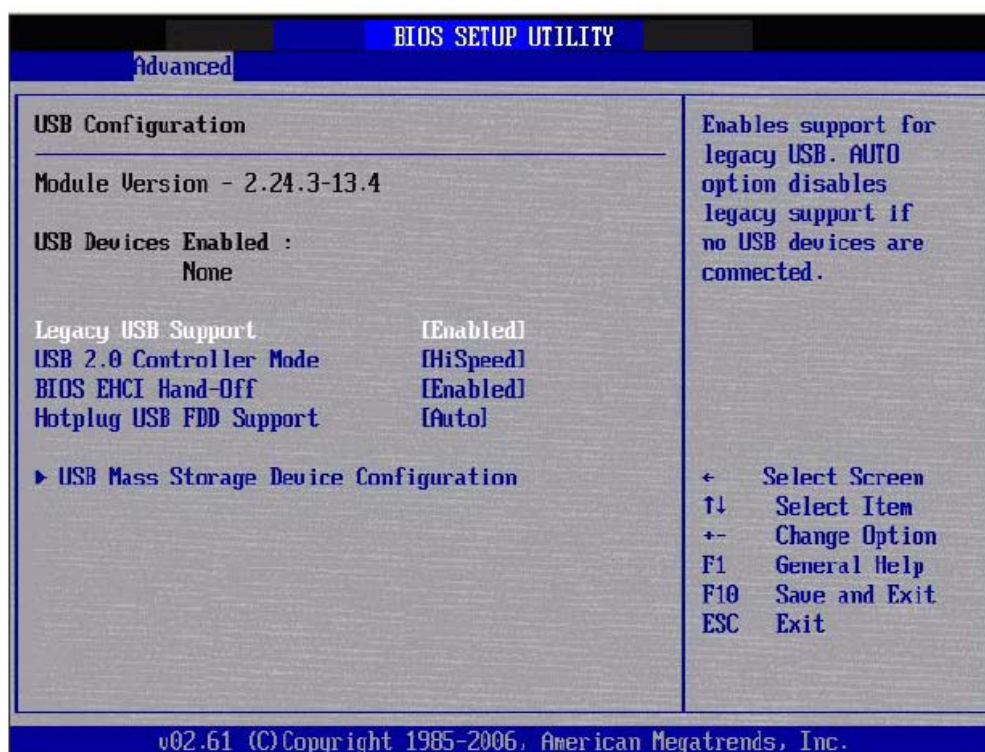 BIOS SETUP UTILITY
Advanced
USB Configuration
Module Version - 2.24.3-13.4
USB Devices Enabled :
None
Legacy USB Support [Enabled]
USB 2.0 Controller Mode [HiSpeed]
BIOS EHCI Hand-Off [Enabled]
Hotplug USB FDD Support [Auto]
▶ USB Mass Storage Device Configuration
Enables support for
legacy USB. AUTO
option disables
legacy support if
no USB devices are
connected.
← Select Screen
↑↓ Select Item
+- Change Option
F1 General Help
F10 Save and Exit
ESC Exit
v02.61 (C)Copyright 1985-2006, American Megatrends, Inc.